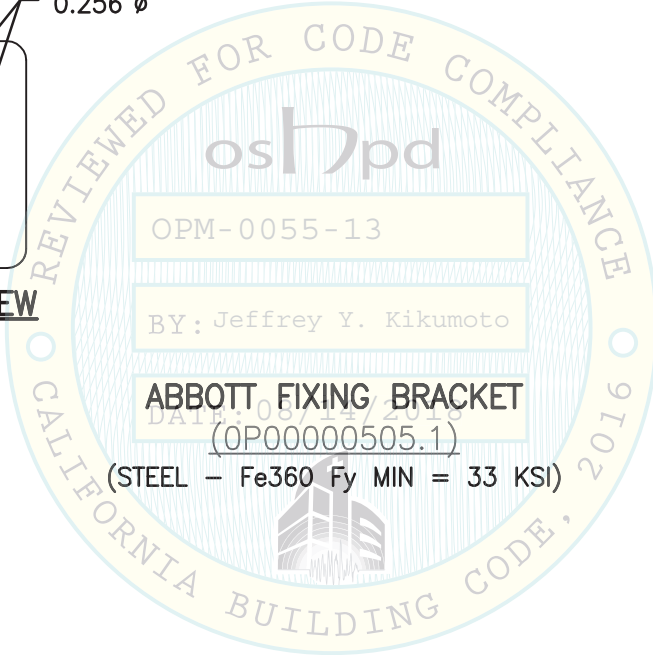 0.256 ø
REVIEWED FOR CODE COMPLIANCE
oshpd
OPM-0055-13
BY: Jeffrey Y. Kikumoto
EW
ABBOTT FIXING BRACKET
DATE: 08/14/2018
(0P00000505.1)
(STEEL – Fe360 Fy MIN = 33 KSI)
CALIFORNIA BUILDING CODE, 2016